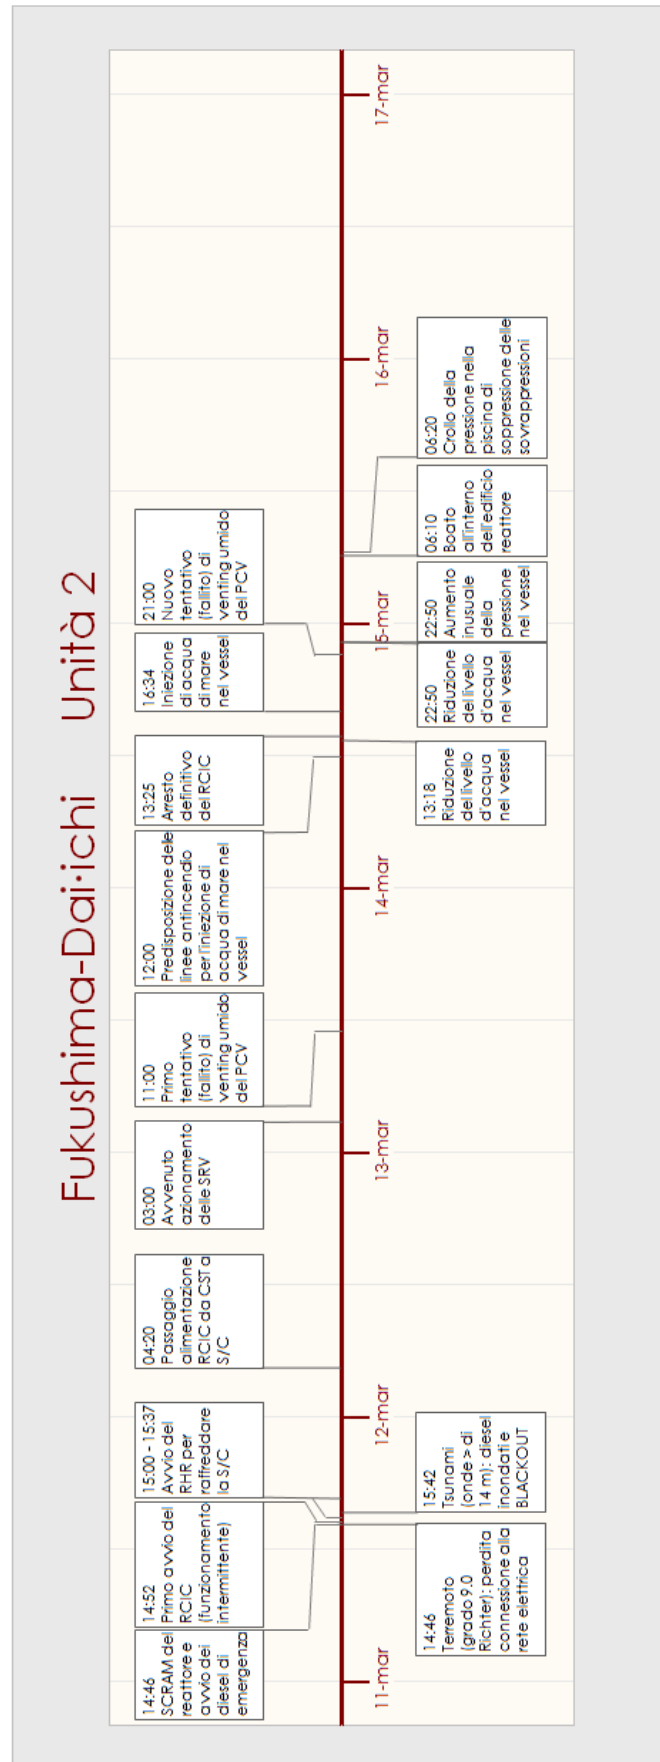 Fukushima-Dai·ichi Unità 2
14:46
SCRAM del
reattore e
avvio dei
diesel di
emergenza
14:52
Primo avvio del
RCIC
(funzionamento
intermittente)
15:00 - 15:37
Avvio del
RHR per
raffreddare
la S/C
04:20
Passaggio
alimentazione
RCIC da CST a
S/C
03:00
Avvenuto
azionamento
delle SRV
11:00
Primo
tentativo
(fallito) di
venting umido
del PCV
12:00
Predisposizione delle
linee antincendio
per l'iniezione di
acqua di mare nel
vessel
13:25
Arresto
definitivo
del RCIC
16:34
Iniezione
di acqua
di mare
nel vessel
21:00
Nuovo
tentativo
(fallito) di
venting umido
del PCV
11-mar
12-mar
13-mar
14-mar
15-mar
16-mar
17-mar
14:46
Terremoto
(grado 9.0
Richter): perdita
connessione alla
rete elettrica
15:42
Tsunami
(onde > di
14 m): diesel
inondati e
BLACKOUT
13:18
Riduzione
del livello
d'acqua
nel vessel
22:50
Riduzione
del livello
d'acqua
nel vessel
22:50
Aumento
inusuale
della
pressione
nel vessel
06:10
Boato
all'interno
dell'edificio
reattore
06:20
Crollo della
pressione nella
piscina di
soppressione delle
sovrappressioni